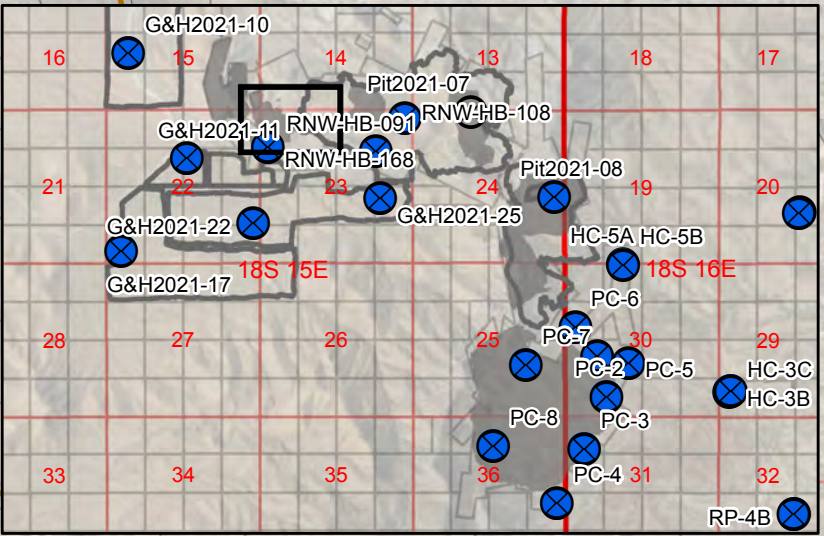 G&H2021-10
16
15
14
13
18
17
Pit2021-07
RNW-HB-108
G&H2021-11
RNW-HB-091
RNW-HB-168
Pit2021-08
21
22
23
24
19
20
G&H2021-22
G&H2021-25
HC-5A
HC-5B
18S 15E
18S 16E
G&H2021-17
PC-6
28
27
26
25
PC-7
30
29
PC-2
PC-5
HC-3C
HC-3B
PC-8
PC-3
33
34
35
36
PC-4
31
32
RP-4B